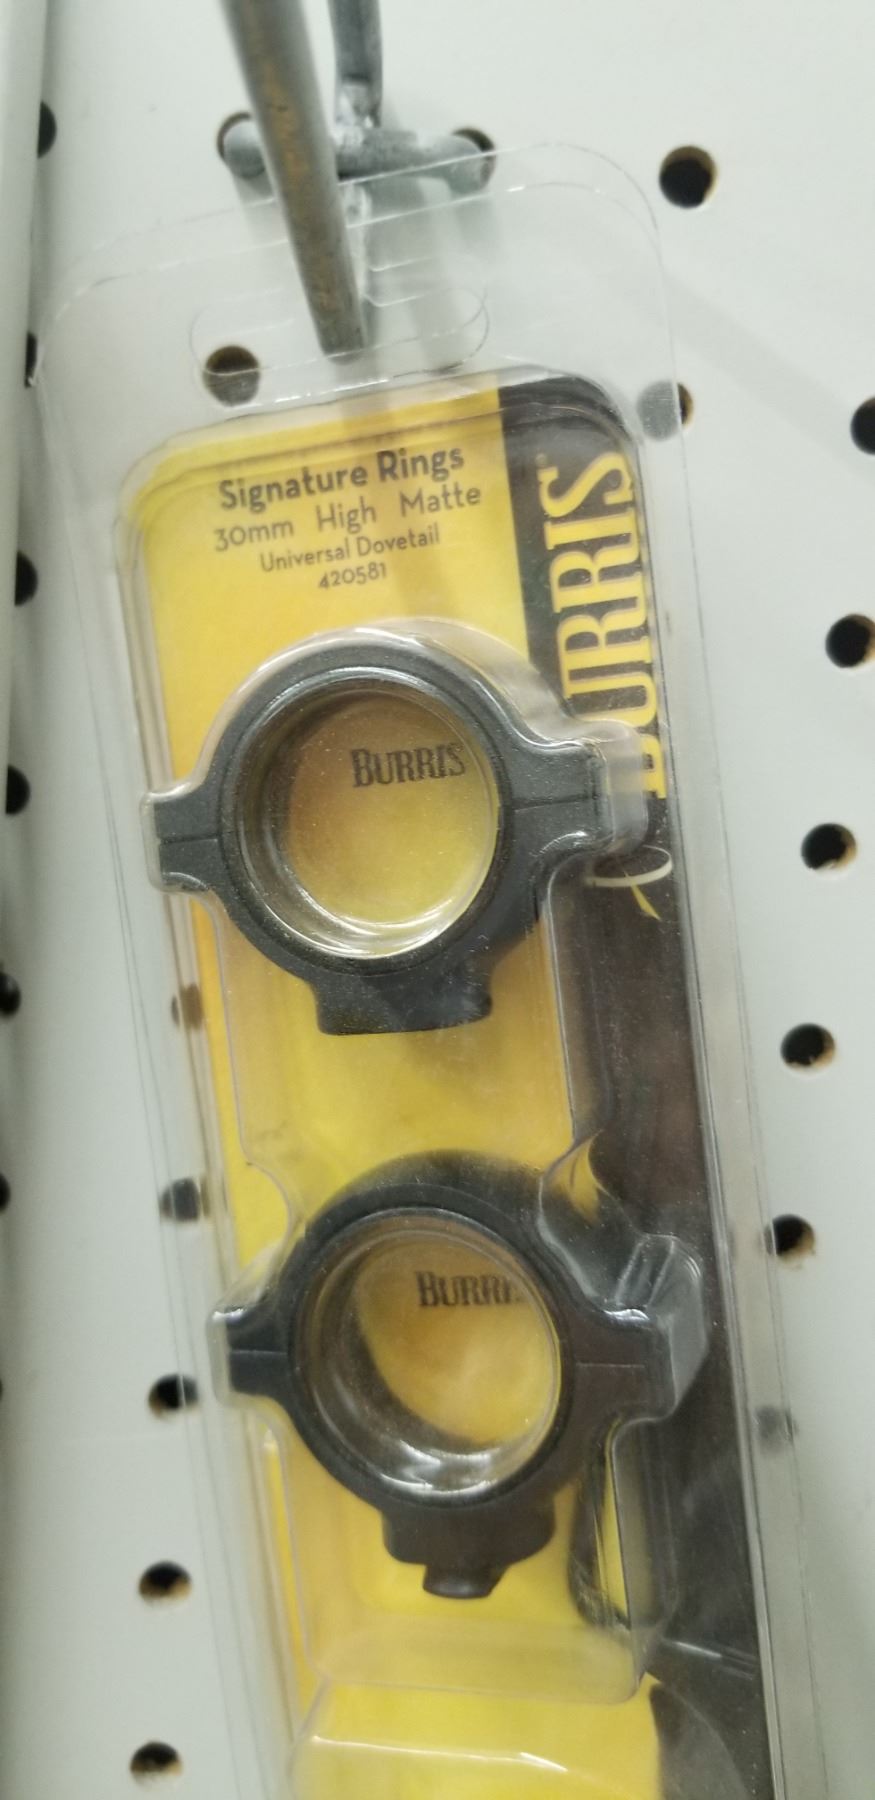 Signature Rings
30mm High Matte
Universal Dovetail
420581
BURRIS
BURRIS